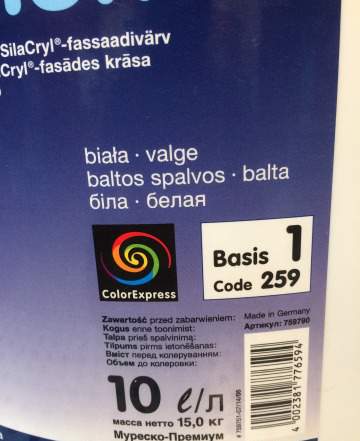 SilaCryl®-fassaadivärv
Cryl®-fasādes krāsa
biała · valge
baltos spalvos · balta
біла · белая
ColorExpress
Basis 1
Code 259
Zawartość przed zabarwieniem:
Kogus enne toonimist:
Talpa prieš spalvinimą:
Tilpums pirms ietonēšanas:
Вміст перед колеруванням:
Объем до колеровки:
Made in Germany
Артикул: 759790
10 ℓ/л
масса нетто 15,0 кг
Муреско-Премиум
4 002381 776594